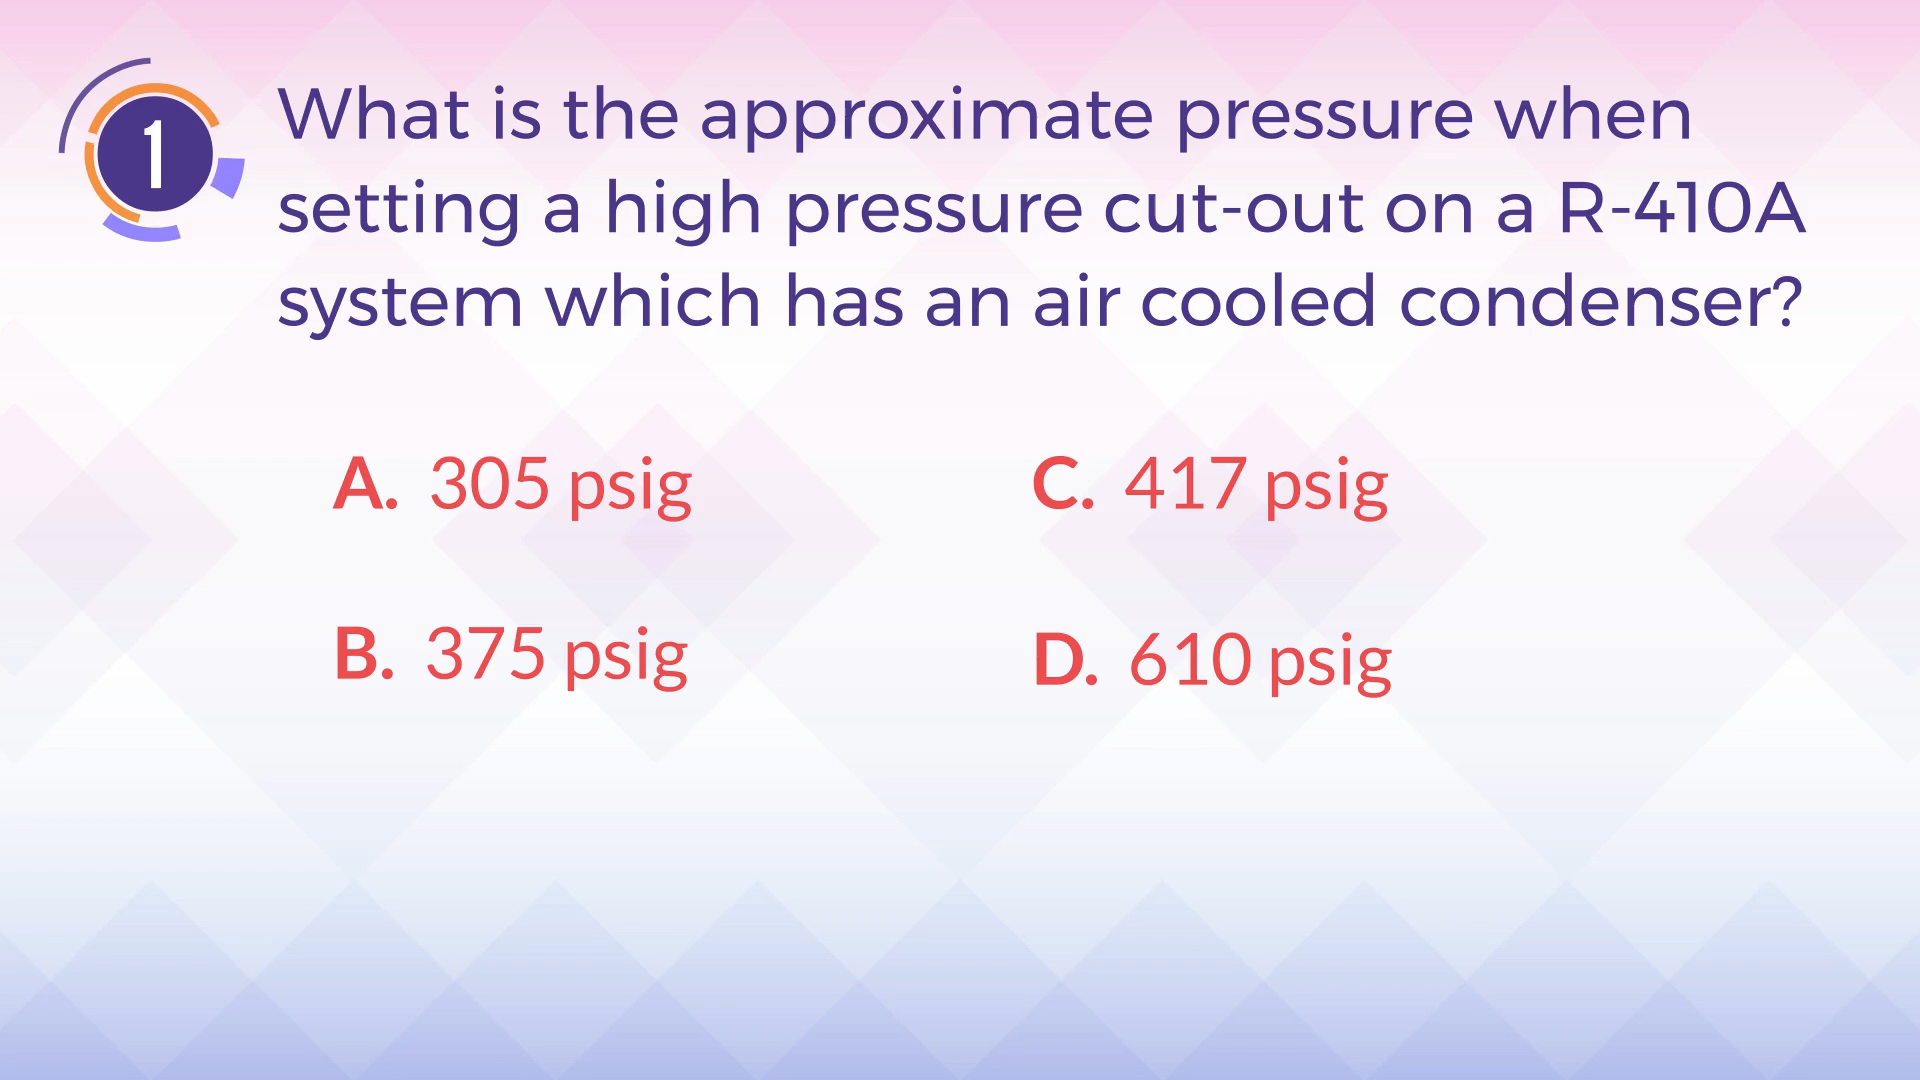 1
What is the approximate pressure when
setting a high pressure cut-out on a R-410A
system which has an air cooled condenser?
A. 305 psig
B. 375 psig
C. 417 psig
D. 610 psig